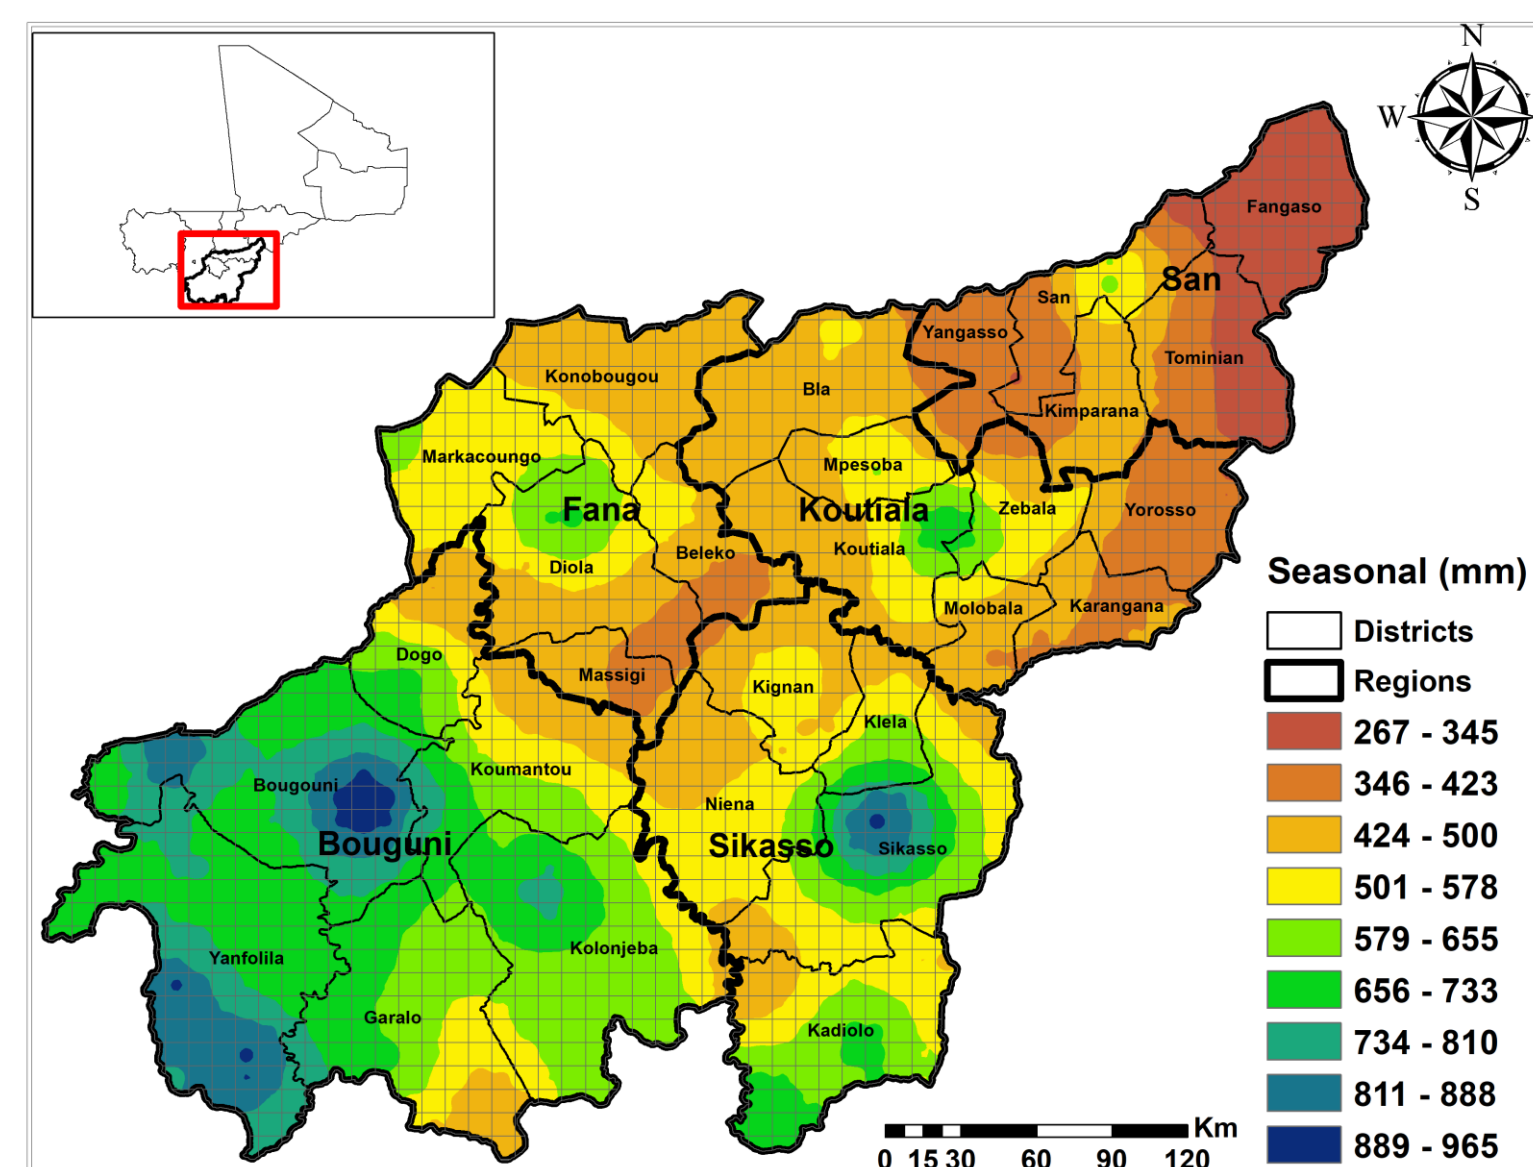 N
W
S
Fangaso
San
San
Yangasso
Tominian
Konobougou
Bla
Kimparana
Markacoungo
Mpesoba
Fana
Koutiala
Zebala
Yorosso
Koutiala
Beleko
Diola
Molobala
Karangana
Dogo
Massigi
Kignan
Klela
Koumantou
Bougouni
Niena
Bouguni
Sikasso
Sikasso
Kolonjeba
Yanfolila
Garalo
Kadiolo
Seasonal (mm)
Districts
Regions
267 - 345
346 - 423
424 - 500
501 - 578
579 - 655
656 - 733
734 - 810
811 - 888
889 - 965
Km
0 15 30 60 90 120